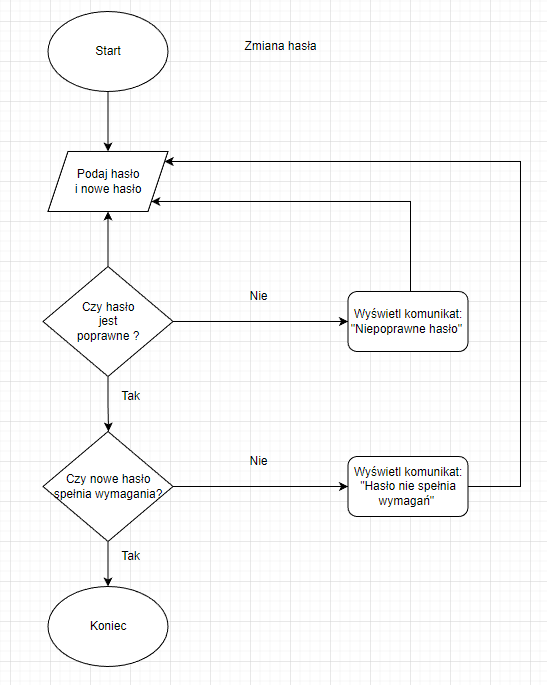 Start
Zmiana hasła
Podaj hasło
i nowe hasło
Czy hasło
jest
poprawne ?
Nie
Wyświetl komunikat:
"Niepoprawne hasło"
Tak
Czy nowe hasło
spełnia wymagania?
Nie
Wyświetl komunikat:
"Hasło nie spełnia
wymagań"
Tak
Koniec